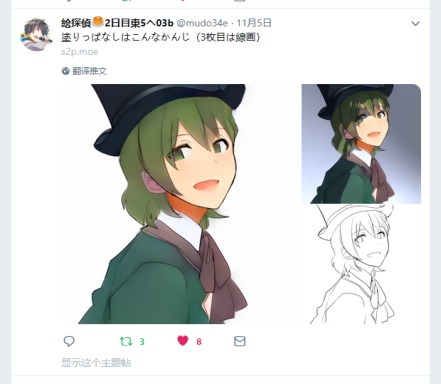 絵探偵🎃2日目東5ヘ03b @mudo34e · 11月5日
塗りっぱなしはこんなかんじ（3枚目は線画）
s2p.moe
翻译推文
3
8
显示这个主题帖